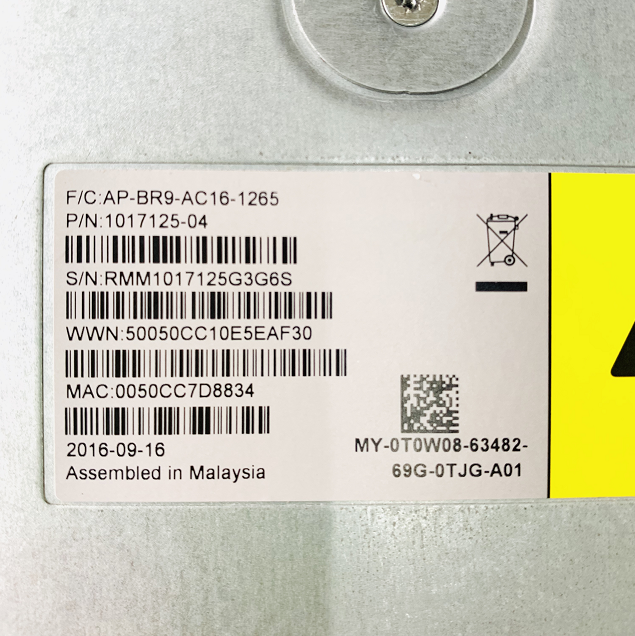 F/C:AP-BR9-AC16-1265
P/N:1017125-04
S/N:RMM1017125G3G6S
WWN:50050CC10E5EAF30
MAC:0050CC7D8834
2016-09-16
Assembled in Malaysia
MY-0T0W08-63482-
69G-0TJG-A01